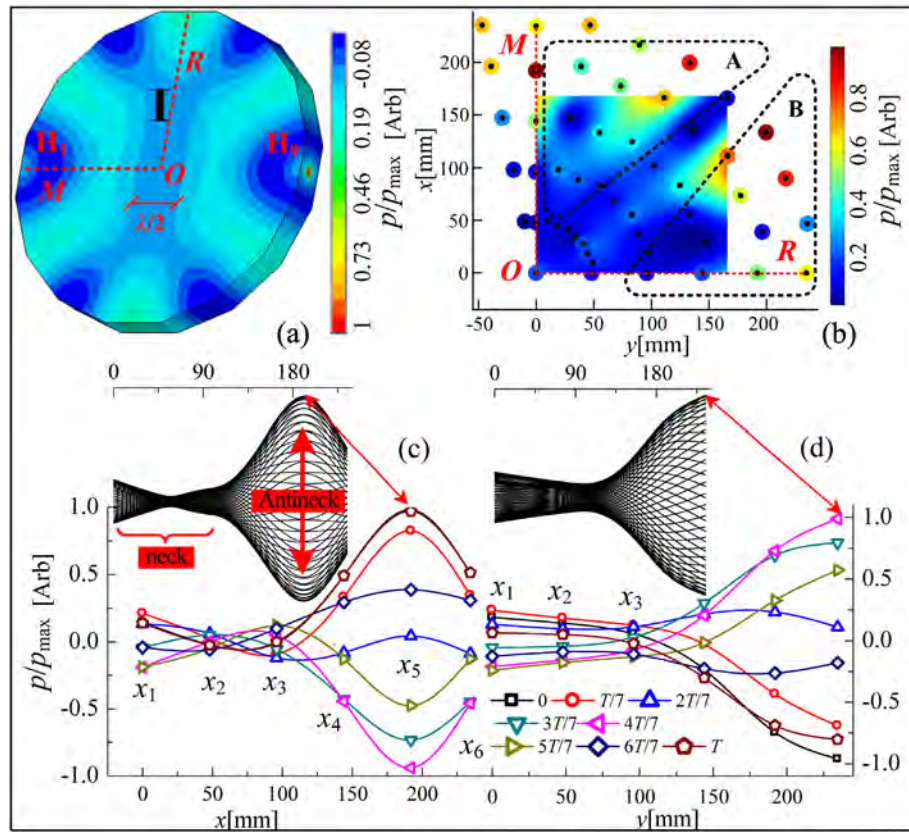 R
I
H₁
H₉
M
O
λ/2
(a)
-0.08
0.19
0.46
0.73
1
p/pmax [Arb]
M
A
B
O
R
(b)
200
150
100
50
0
x[mm]
-50
0
50
100
150
200
y[mm]
0.8
0.6
0.4
0.2
p/pmax [Arb]
0
90
180
(c)
Antineck
neck
1.0
0.5
0.0
-0.5
-1.0
p/pmax [Arb]
x1
x2
x3
x4
x5
x6
0
50
100
150
200
x[mm]
0
90
180
(d)
x1
x2
x3
0
T/7
2T/7
3T/7
4T/7
5T/7
6T/7
T
1.0
0.5
0.0
-0.5
-1.0
0
50
100
150
200
y[mm]